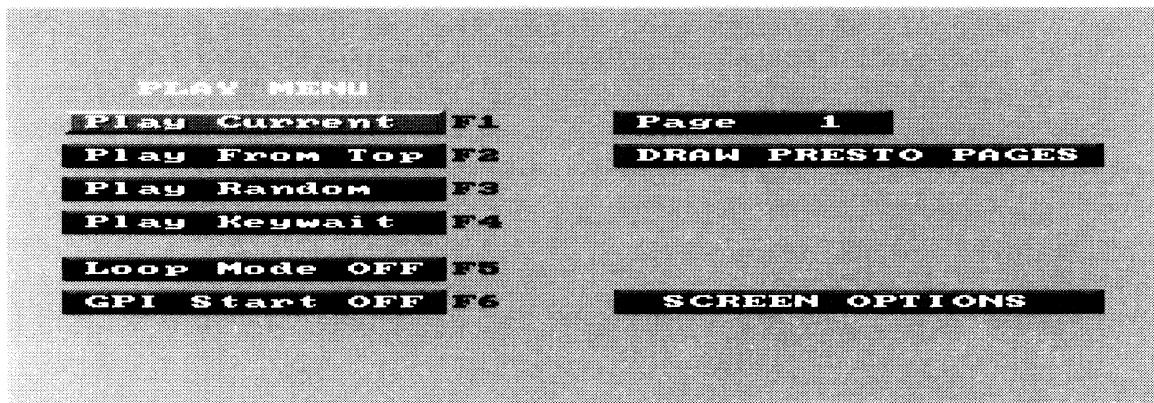 PLAY MENU
Play Current F1
Play From Top F2
Play Random F3
Play Keywait F4
Loop Mode OFF F5
GPI Start OFF F6
Page 1
DRAW PRESTO PAGES
SCREEN OPTIONS